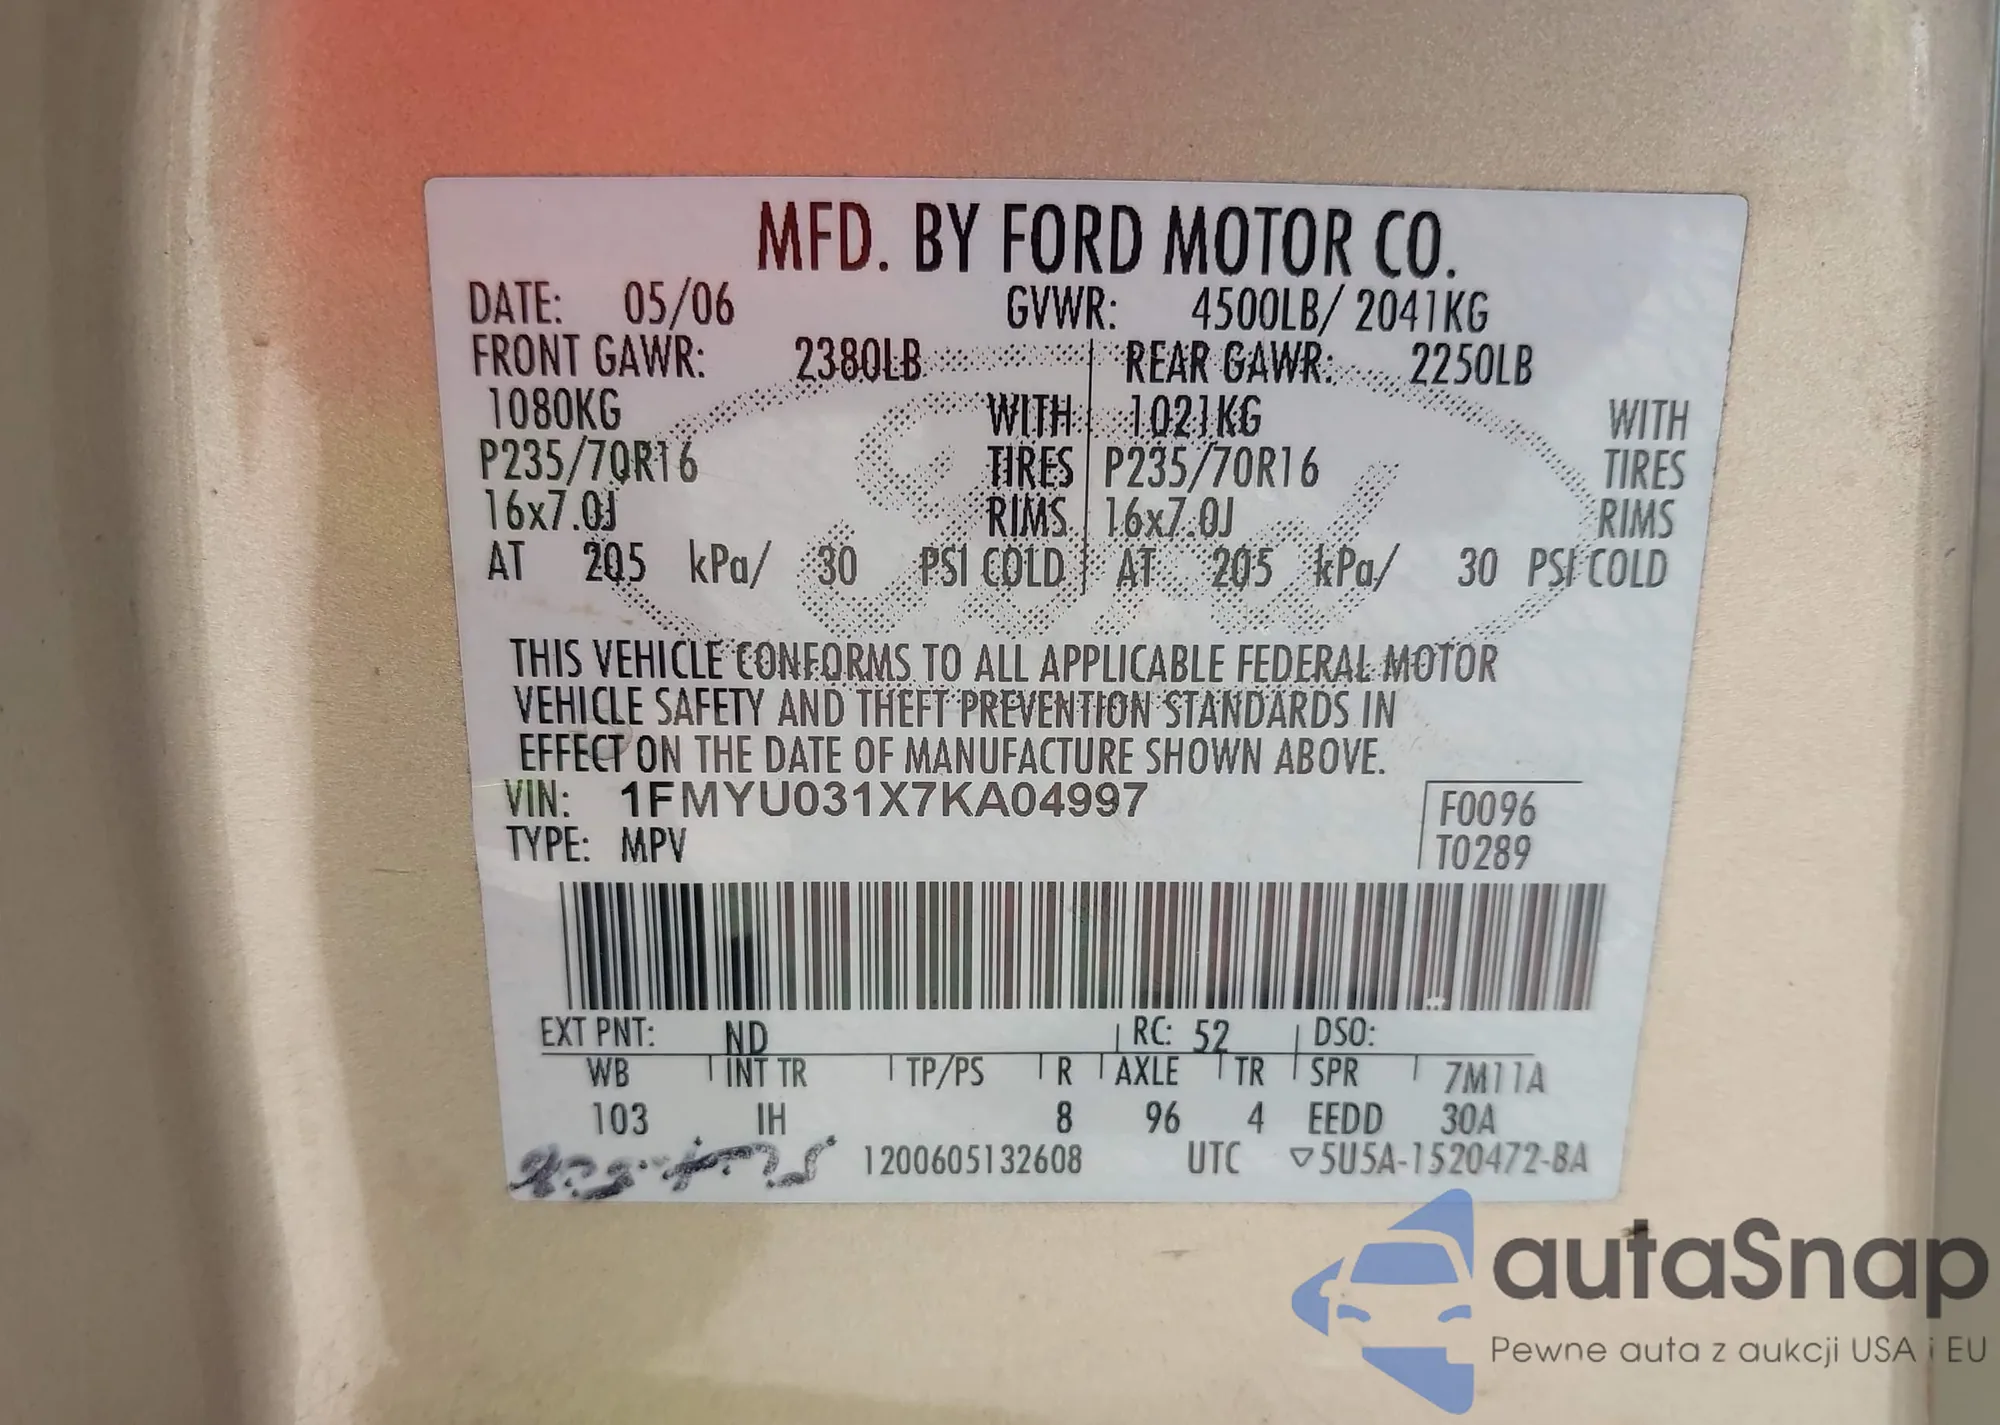 MFD. BY FORD MOTOR CO.
DATE: 05/06 GVWR: 4500LB/ 2041KG
FRONT GAWR: 2380LB REAR GAWR: 2250LB
1080KG WITH 1021KG WITH
P235/70R16 TIRES P235/70R16 TIRES
16x7.0J RIMS 16x7.0J RIMS
AT 205 kPa/ 30 PSI COLD AT 205 kPa/ 30 PSI COLD
THIS VEHICLE CONFORMS TO ALL APPLICABLE FEDERAL MOTOR
VEHICLE SAFETY AND THEFT PREVENTION STANDARDS IN
EFFECT ON THE DATE OF MANUFACTURE SHOWN ABOVE.
VIN: 1FMYU031X7KA04997 F0096
TYPE: MPV T0289
EXT PNT: ND RC: 52 DSO:
WB INT TR TP/PS R AXLE TR SPR 7M11A
103 IH 8 96 4 EEDD 30A
1200605132608 UTC ▽5U5A-1520472-BA
autaSnap
Pewne auta z aukcji USA i EU